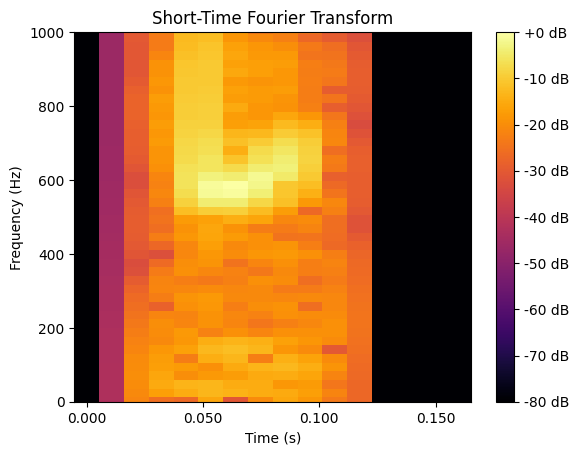 Short-Time Fourier Transform
Frequency (Hz)
1000
800
600
400
200
0
0.000
0.050
0.100
0.150
Time (s)
+0 dB
-10 dB
-20 dB
-30 dB
-40 dB
-50 dB
-60 dB
-70 dB
-80 dB